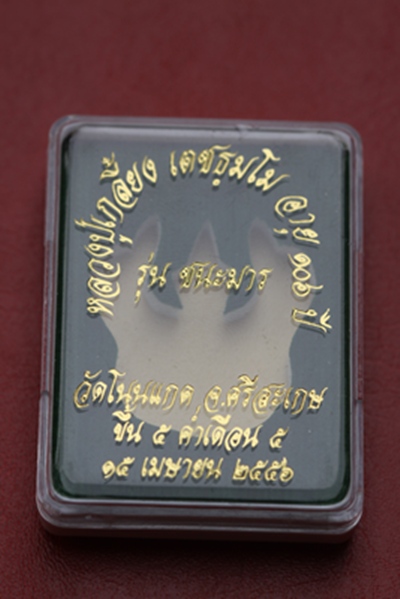 หลวงปู่เกลี้ยง เตชธมฺโม อายุ ๑๐๖ ปี
รุ่น ชนะมาร
วัดโนนแกด จ.ศรีสะเกษ
ขึ้น ๕ ค่ำเดือน ๕
๑๕ เมษายน ๒๕๕๖